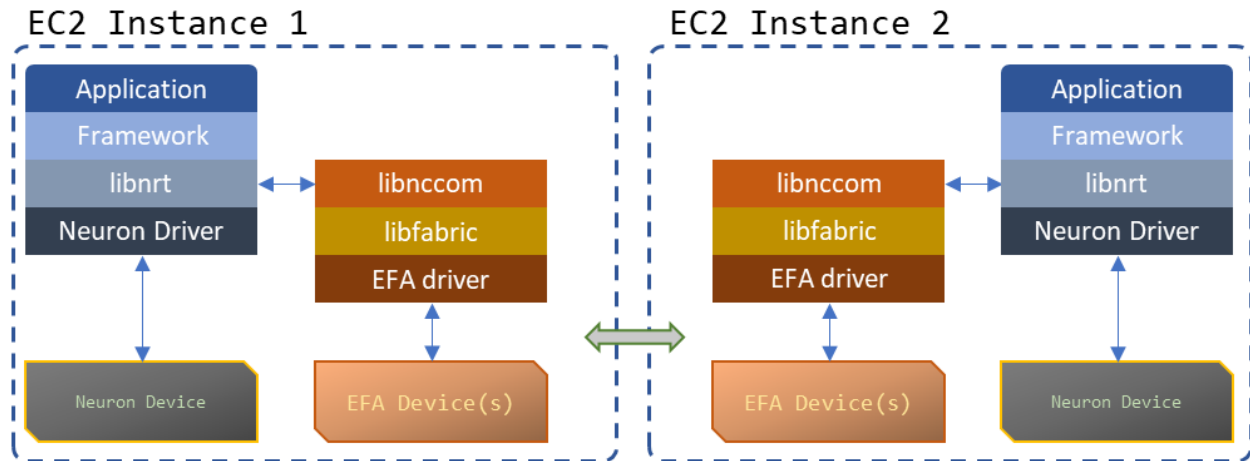 EC2 Instance 1
Application
Framework
libnrt
Neuron Driver
libnccom
libfabric
EFA driver
Neuron Device
EFA Device(s)
EC2 Instance 2
libnccom
libfabric
EFA driver
Application
Framework
libnrt
Neuron Driver
EFA Device(s)
Neuron Device